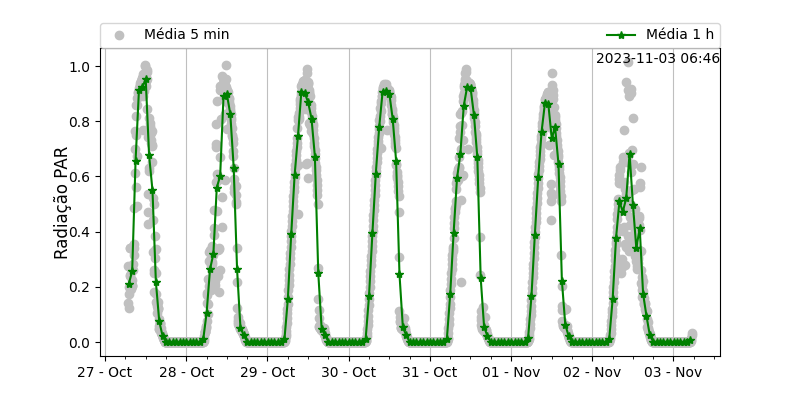 Média 5 min Média 1 h
2023-11-03 06:46
1.0
0.8
0.6
0.4
0.2
0.0
Radiação PAR
27 - Oct 28 - Oct 29 - Oct 30 - Oct 31 - Oct 01 - Nov 02 - Nov 03 - Nov